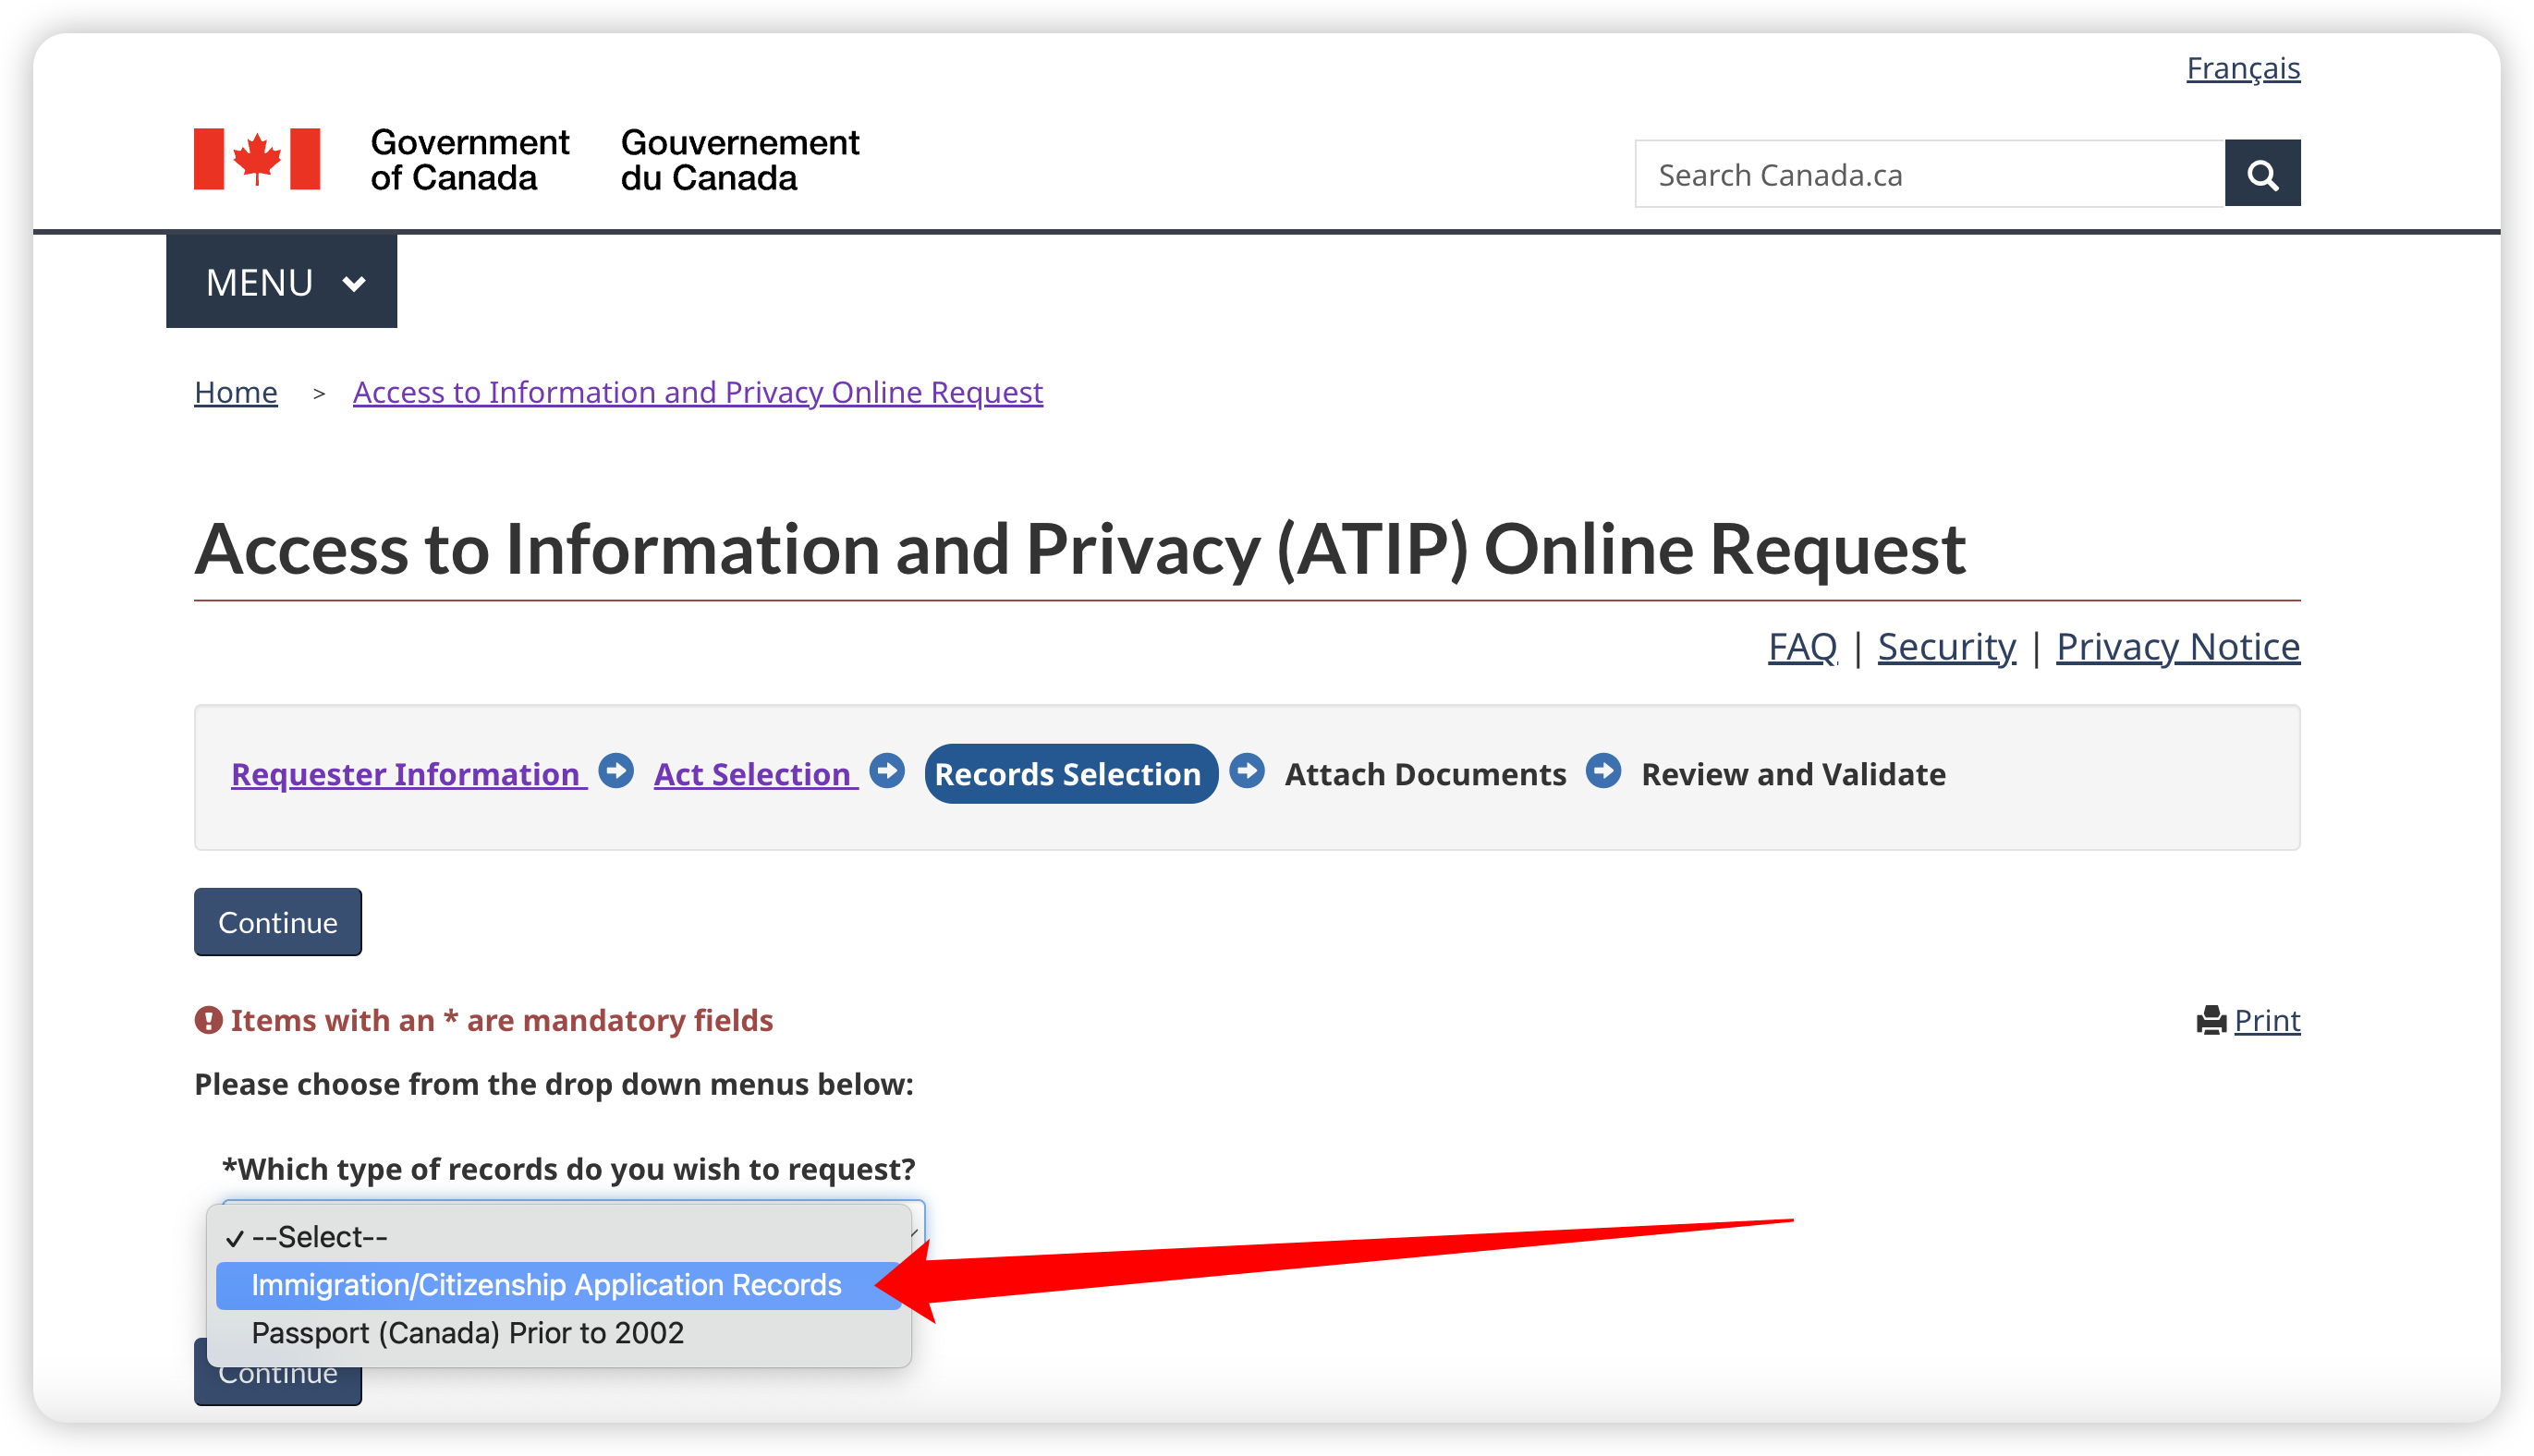 Français
Government of Canada
Gouvernement du Canada
Search Canada.ca
MENU
Home > Access to Information and Privacy Online Request
Access to Information and Privacy (ATIP) Online Request
FAQ | Security | Privacy Notice
Requester Information Act Selection Records Selection Attach Documents Review and Validate
Continue
Items with an * are mandatory fields
Print
Please choose from the drop down menus below:
*Which type of records do you wish to request?
✓ --Select--
Immigration/Citizenship Application Records
Passport (Canada) Prior to 2002
Continue